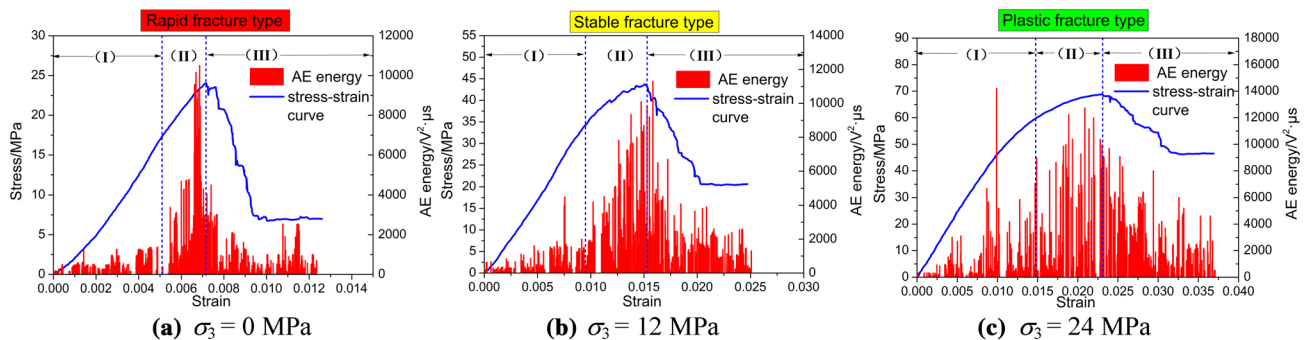 Rapid fracture type
30
25
20
15
10
5
0
Stress/MPa
12000
10000
8000
6000
4000
2000
0
AE energy/V²·μs
(I)
(II)
(III)
AE energy
stress-strain
curve
0.000 0.003 0.006 0.009 0.012 0.015
Strain
(a) σ₃ = 0 MPa
Stable fracture type
55
50
45
40
35
30
25
20
15
10
5
0
Stress/MPa
14000
12000
10000
8000
6000
4000
2000
0
AE energy/V²·μs
(I)
(II)
(III)
AE energy
stress-strain
curve
0.000 0.005 0.010 0.015 0.020 0.025 0.030
Strain
(b) σ₃ = 12 MPa
Plastic fracture type
90
80
70
60
50
40
30
20
10
0
Stress/MPa
18000
16000
14000
12000
10000
8000
6000
4000
2000
0
AE energy/V²·μs
(I)
(II)
(III)
AE energy
stress-strain
curve
0.000 0.005 0.010 0.015 0.020 0.025 0.030 0.035 0.040
Strain
(c) σ₃ = 24 MPa